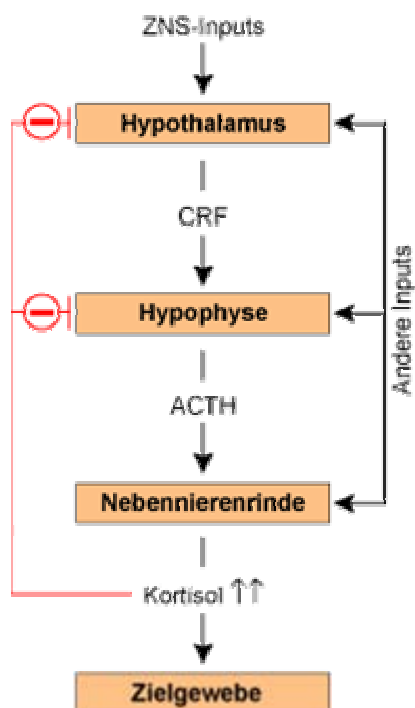 ZNS-Inputs
Hypothalamus
CRF
Hypophyse
Andere Inputs
ACTH
Nebennierenrinde
Kortisol ↑↑
Zielgewebe